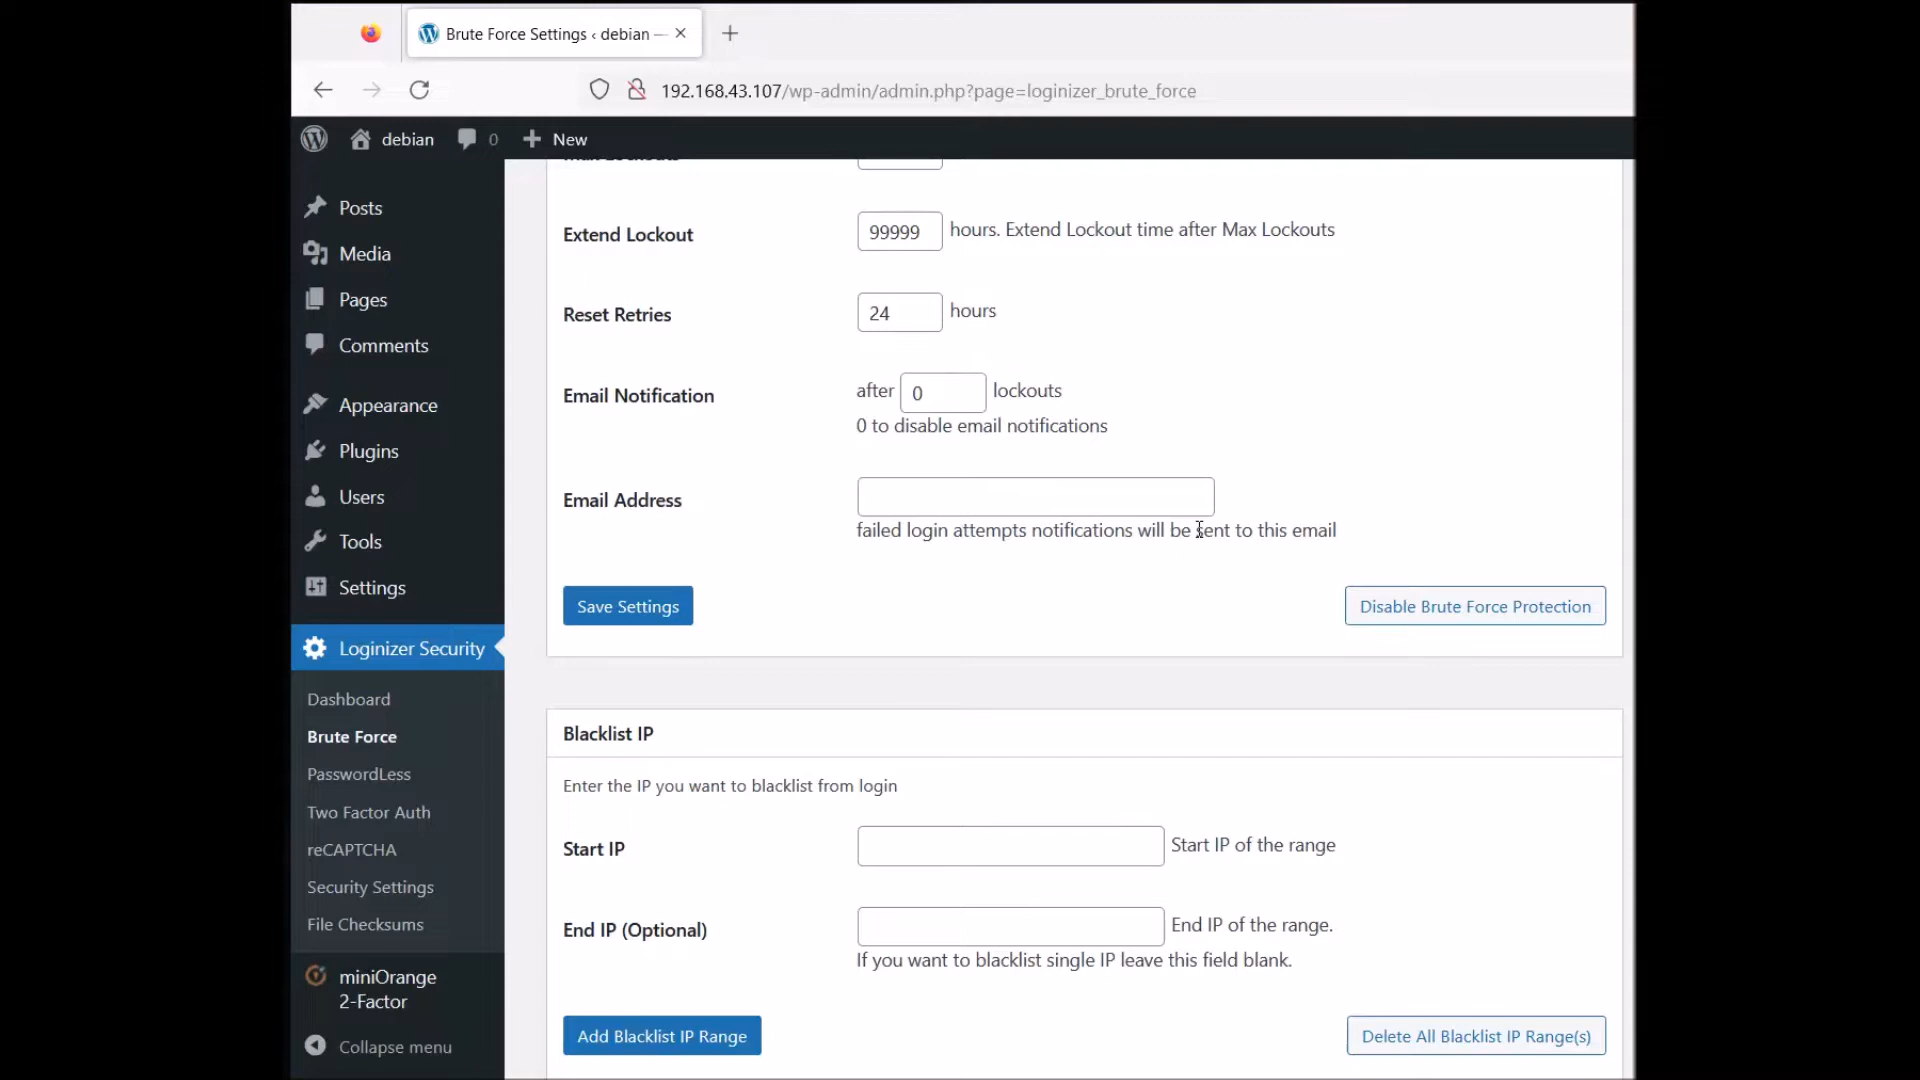 Brute Force Settings ‹ debian —
192.168.43.107/wp-admin/admin.php?page=loginizer_brute_force
debian 0 New
Posts
Media
Pages
Comments
Appearance
Plugins
Users
Tools
Settings
Loginizer Security
Dashboard
Brute Force
PasswordLess
Two Factor Auth
reCAPTCHA
Security Settings
File Checksums
miniOrange
2-Factor
Collapse menu
Extend Lockout 99999 hours. Extend Lockout time after Max Lockouts
Reset Retries 24 hours
Email Notification after 0 lockouts
0 to disable email notifications
Email Address
failed login attempts notifications will be sent to this email
Save Settings Disable Brute Force Protection
Blacklist IP
Enter the IP you want to blacklist from login
Start IP Start IP of the range
End IP (Optional) End IP of the range.
If you want to blacklist single IP leave this field blank.
Add Blacklist IP Range Delete All Blacklist IP Range(s)